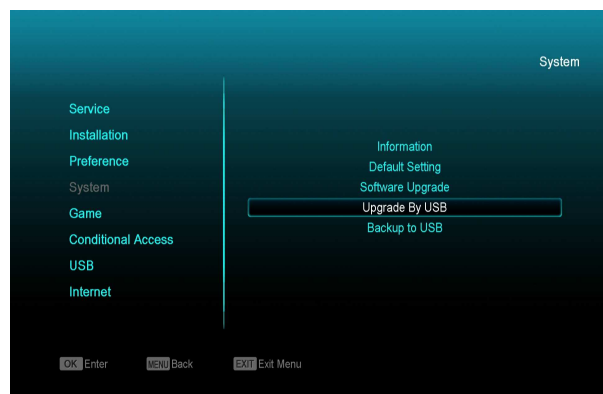 System
Service
Installation
Preference
System
Game
Conditional Access
USB
Internet
Information
Default Setting
Software Upgrade
Upgrade By USB
Backup to USB
OK Enter MENU Back EXIT Exit Menu